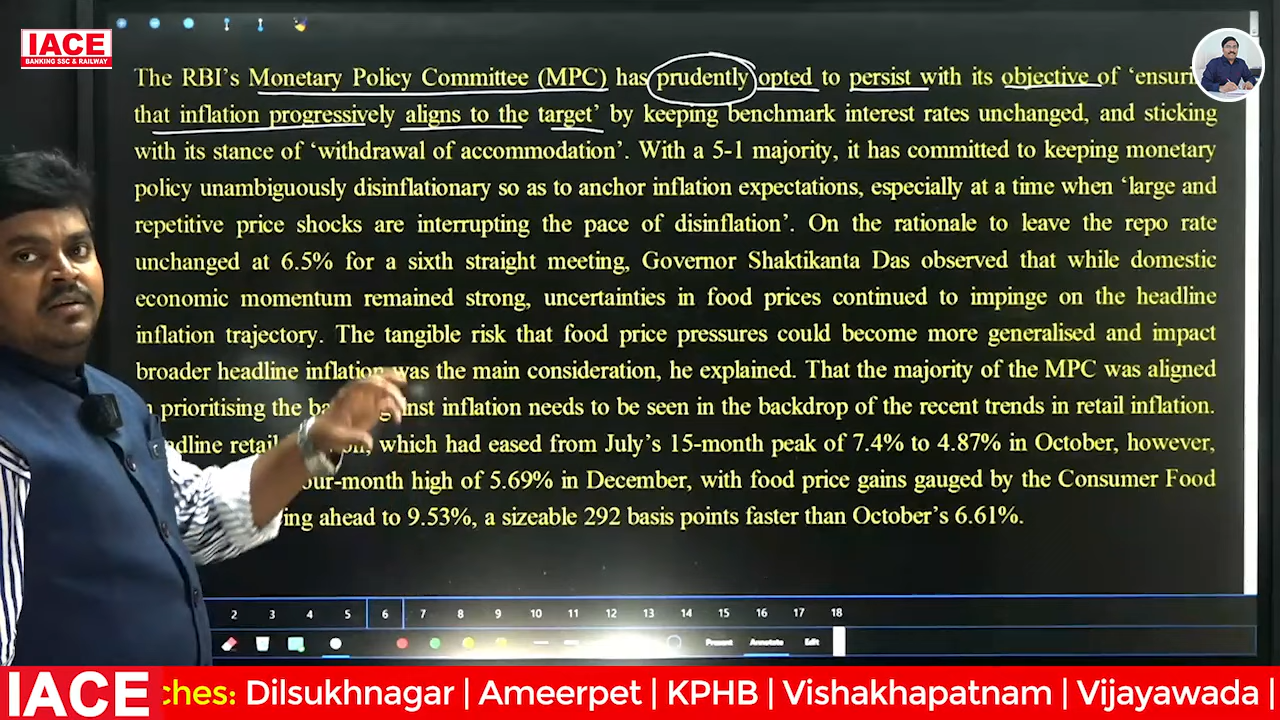 IACE
BANKING SSC & RAILWAY
The RBI's Monetary Policy Committee (MPC) has prudently opted to persist with its objective of 'ensuri
that inflation progressively aligns to the target' by keeping benchmark interest rates unchanged, and sticking
with its stance of 'withdrawal of accommodation'. With a 5-1 majority, it has committed to keeping monetary
policy unambiguously disinflationary so as to anchor inflation expectations, especially at a time when 'large and
repetitive price shocks are interrupting the pace of disinflation'. On the rationale to leave the repo rate
unchanged at 6.5% for a sixth straight meeting, Governor Shaktikanta Das observed that while domestic
economic momentum remained strong, uncertainties in food prices continued to impinge on the headline
inflation trajectory. The tangible risk that food price pressures could become more generalised and impact
broader headline inflation was the main consideration, he explained. That the majority of the MPC was aligned
prioritising the inflation needs to be seen in the backdrop of the recent trends in retail inflation.
which had eased from July's 15-month peak of 7.4% to 4.87% in October, however,
our-month high of 5.69% in December, with food price gains gauged by the Consumer Food
ing ahead to 9.53%, a sizeable 292 basis points faster than October's 6.61%.
2 3 4 5 6 7 8 9 10 11 12 13 14 15 16 17 18
Present Annotate Edit
IACE ches: Dilsukhnagar | Ameerpet | KPHB | Vishakhapatnam | Vijayawada |